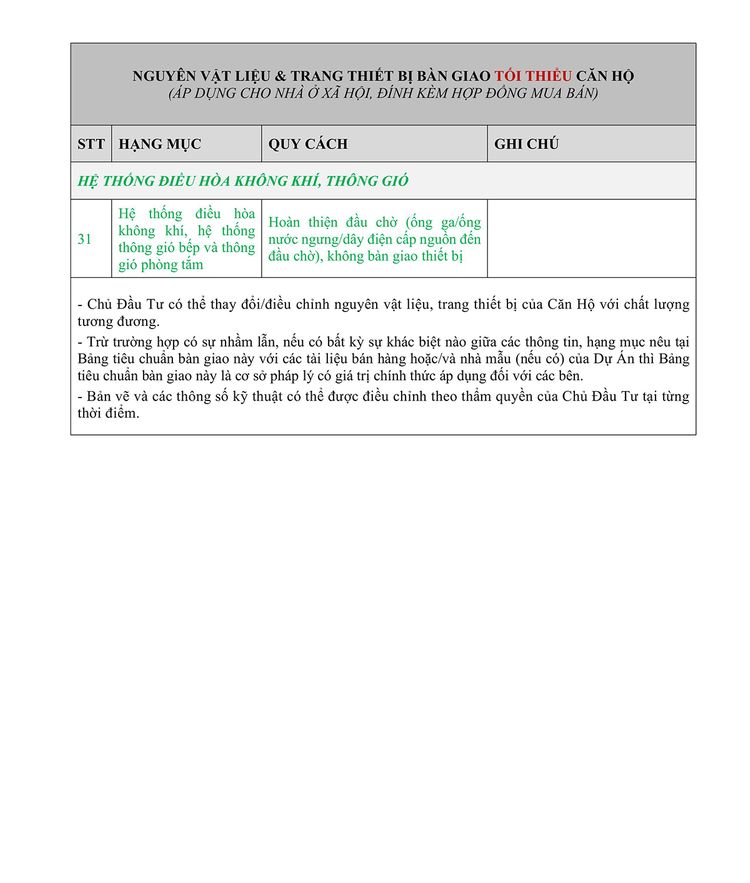 NGUYÊN VẬT LIỆU & TRANG THIẾT BỊ BÀN GIAO TỐI THIỂU CĂN HỘ
(ÁP DỤNG CHO NHÀ Ở XÃ HỘI, ĐÍNH KÈM HỢP ĐỒNG MUA BÁN)
STT HẠNG MỤC QUY CÁCH GHI CHÚ
HỆ THỐNG ĐIỀU HÒA KHÔNG KHÍ, THÔNG GIÓ
31
Hệ thống điều hòa
không khí, hệ thống
thông gió bếp và thông
gió phòng tắm
Hoàn thiện đầu chờ (ống ga/ống
nước ngưng/dây điện cấp nguồn đến
đầu chờ), không bàn giao thiết bị
- Chủ Đầu Tư có thể thay đổi/điều chỉnh nguyên vật liệu, trang thiết bị của Căn Hộ với chất lượng
tương đương.
- Trừ trường hợp có sự nhầm lẫn, nếu có bất kỳ sự khác biệt nào giữa các thông tin, hạng mục nêu tại
Bảng tiêu chuẩn bàn giao này với các tài liệu bán hàng hoặc/và nhà mẫu (nếu có) của Dự Án thì Bảng
tiêu chuẩn bàn giao này là cơ sở pháp lý có giá trị chính thức áp dụng đối với các bên.
- Bản vẽ và các thông số kỹ thuật có thể được điều chỉnh theo thẩm quyền của Chủ Đầu Tư tại từng
thời điểm.